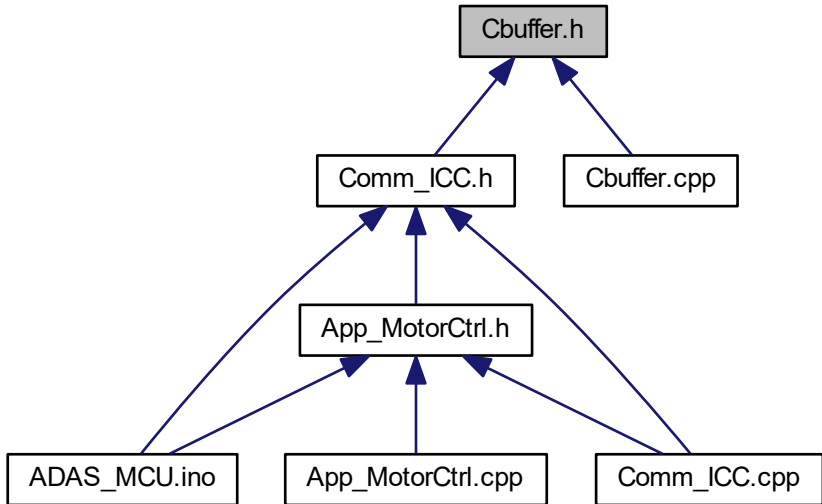 Cbuffer.h
Comm_ICC.h
Cbuffer.cpp
App_MotorCtrl.h
ADAS_MCU.ino
App_MotorCtrl.cpp
Comm_ICC.cpp